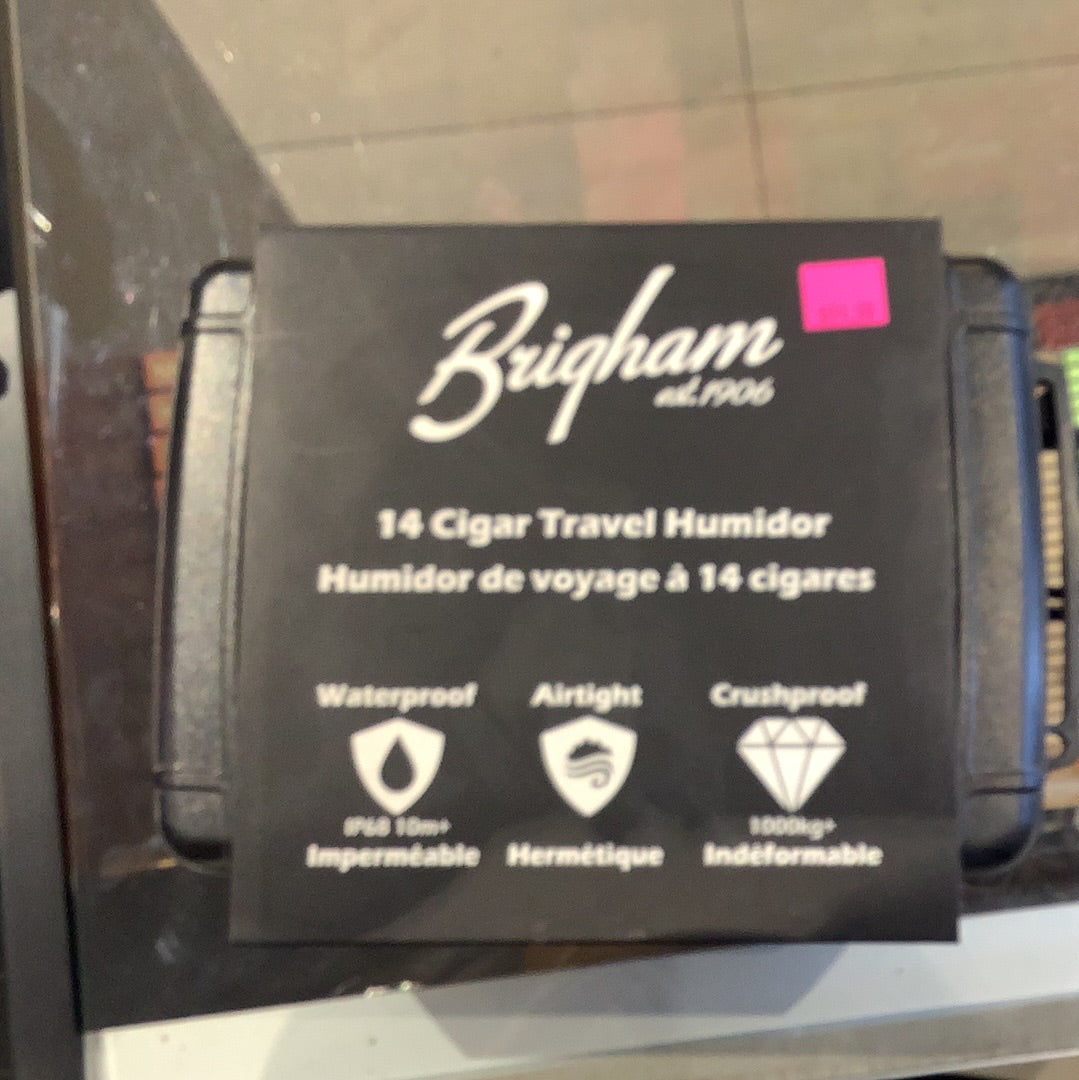 Brigham
est.1906
14 Cigar Travel Humidor
Humidor de voyage à 14 cigares
Waterproof Airtight Crushproof
IP68 10m+ 1000kg+
Imperméable Hermétique Indéformable